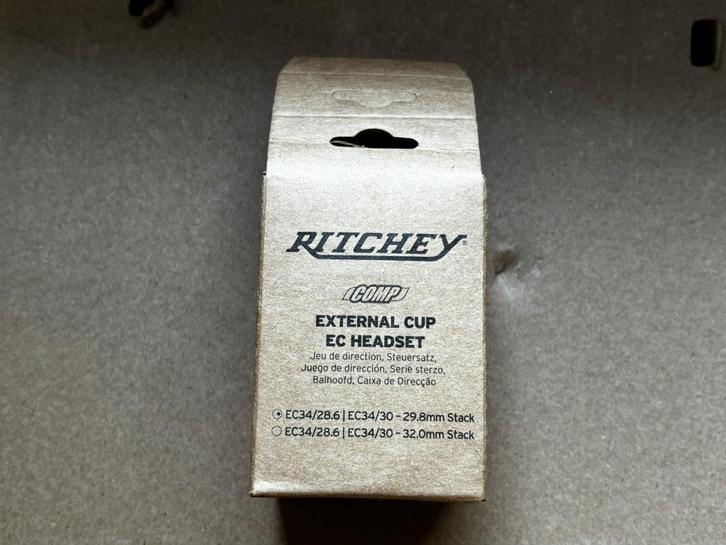 RITCHEY®
COMP
EXTERNAL CUP
EC HEADSET
Jeu de direction, Steuersatz,
Juego de dirección, Serie sterzo,
Balhoofd, Caixa de Direcção
EC34/28.6 | EC34/30 – 29.8mm Stack
EC34/28.6 | EC34/30 – 32.0mm Stack